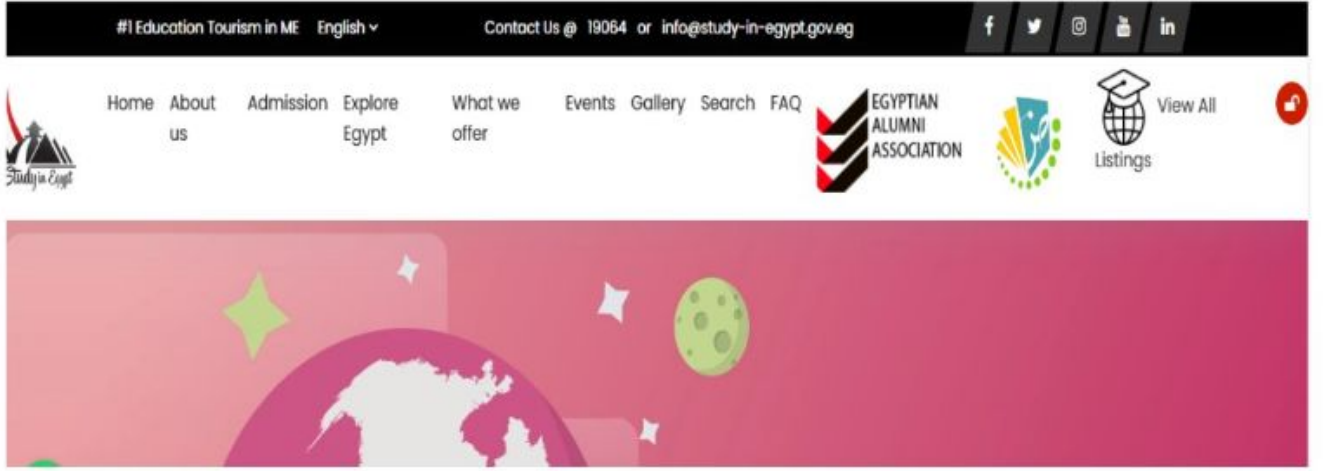 #1 Education Tourism in ME English Contact Us @ 19064 or info@study-in-egypt.gov.eg
Home About us Admission Explore Egypt What we offer Events Gallery Search FAQ
EGYPTIAN
ALUMNI
ASSOCIATION
View All
Listings
Study in Egypt